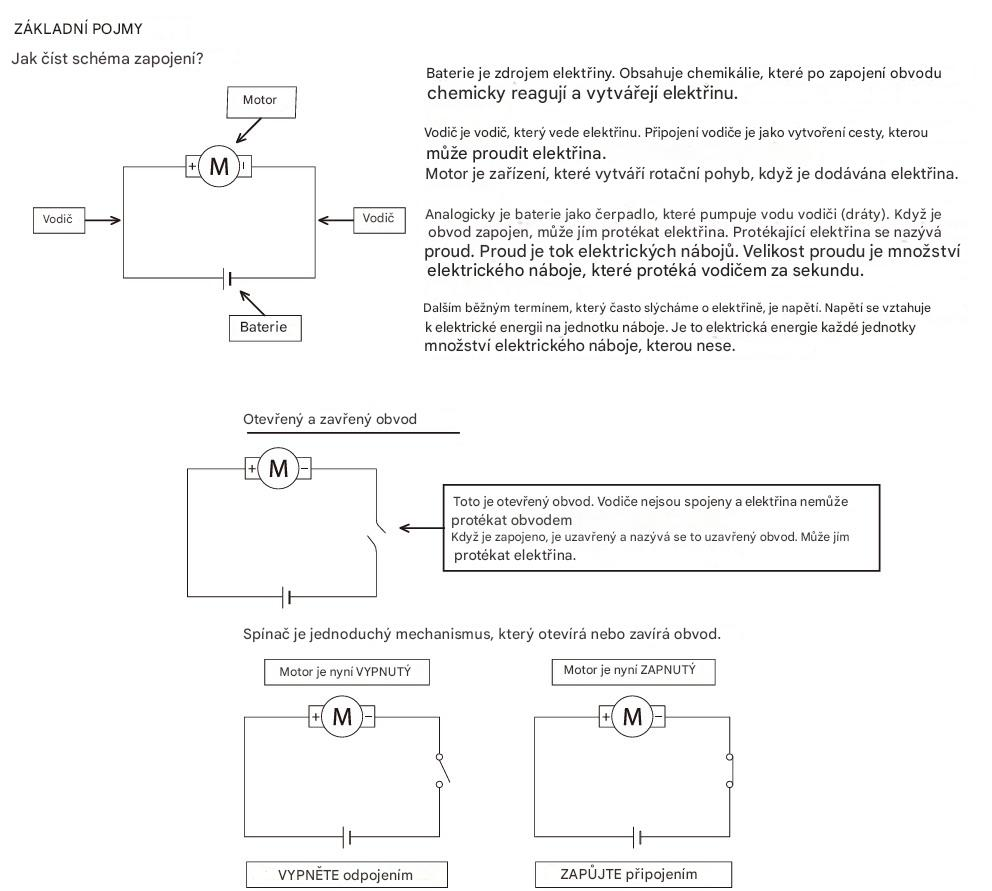 ZÁKLADNÍ POJMY
Jak číst schéma zapojení?
Motor
+ M -
Vodič
Vodič
Baterie
Baterie je zdrojem elektřiny. Obsahuje chemikálie, které po zapojení obvodu
chemicky reagují a vytvářejí elektřinu.
Vodič je vodič, který vede elektřinu. Připojení vodiče je jako vytvoření cesty, kterou
může proudit elektřina.
Motor je zařízení, které vytváří rotační pohyb, když je dodávána elektřina.
Analogicky je baterie jako čerpadlo, které pumpuje vodu vodiči (dráty). Když je
obvod zapojen, může jím protékat elektřina. Protékající elektřina se nazývá
proud. Proud je tok elektrických nábojů. Velikost proudu je množství
elektrického náboje, které protéká vodičem za sekundu.
Dalším běžným termínem, který často slýcháme o elektřině, je napětí. Napětí se vztahuje
k elektrické energii na jednotku náboje. Je to elektrická energie každé jednotky
množství elektrického náboje, kterou nese.
Otevřený a zavřený obvod
+ M −
Toto je otevřený obvod. Vodiče nejsou spojeny a elektřina nemůže
protékat obvodem
Když je zapojeno, je uzavřený a nazývá se to uzavřený obvod. Může jím
protékat elektřina.
Spínač je jednoduchý mechanismus, který otevírá nebo zavírá obvod.
Motor je nyní VYPNUTÝ
+ M −
VYPNĚTE odpojením
Motor je nyní ZAPNUTÝ
+ M −
ZAPŮJTE připojením